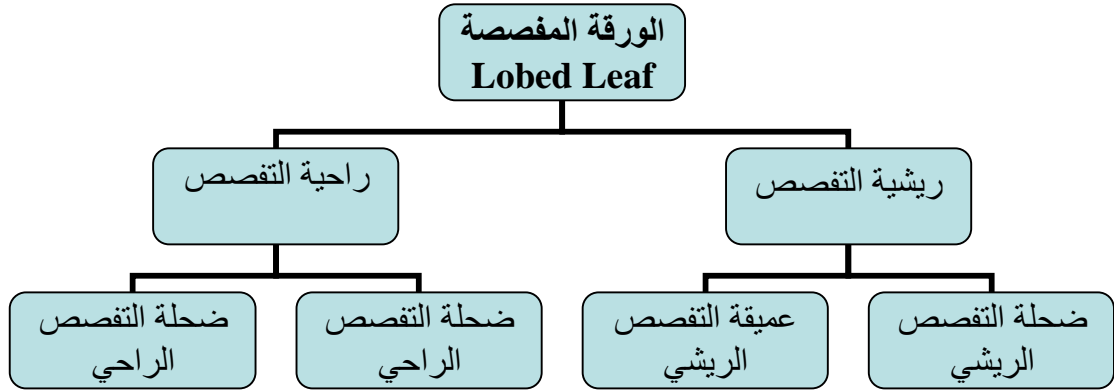 الورقة المفصصة
Lobed Leaf
ريشية التفصص
راحية التفصص
ضحلة التفصص
الريشي
عميقة التفصص
الريشي
ضحلة التفصص
الراحي
ضحلة التفصص
الراحي